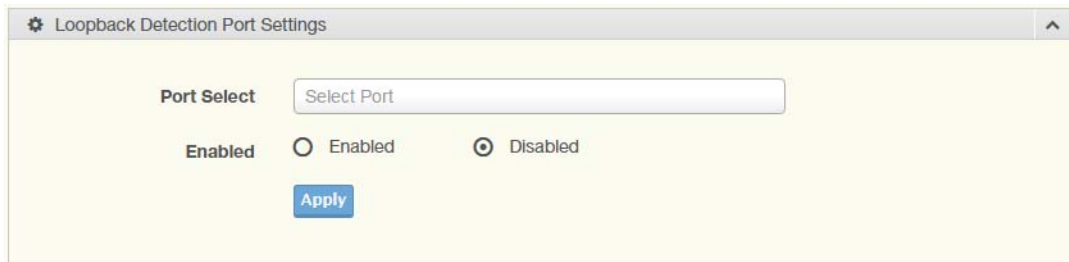 Loopback Detection Port Settings
Port Select Select Port
Enabled Enabled Disabled
Apply